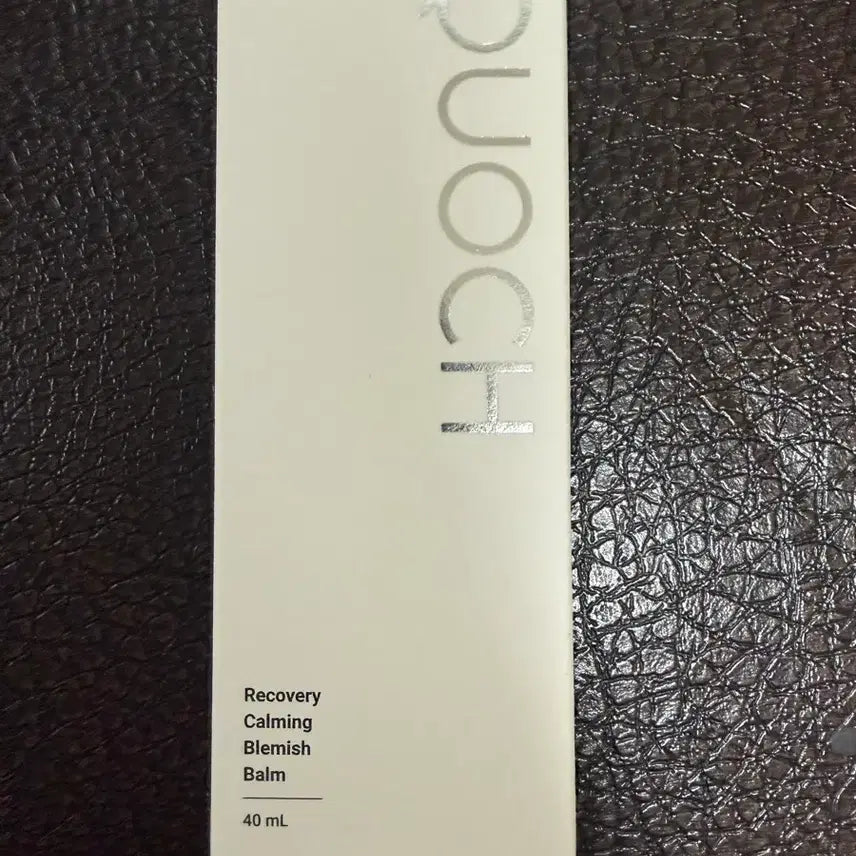 UOCH
Recovery
Calming
Blemish
Balm
40 mL